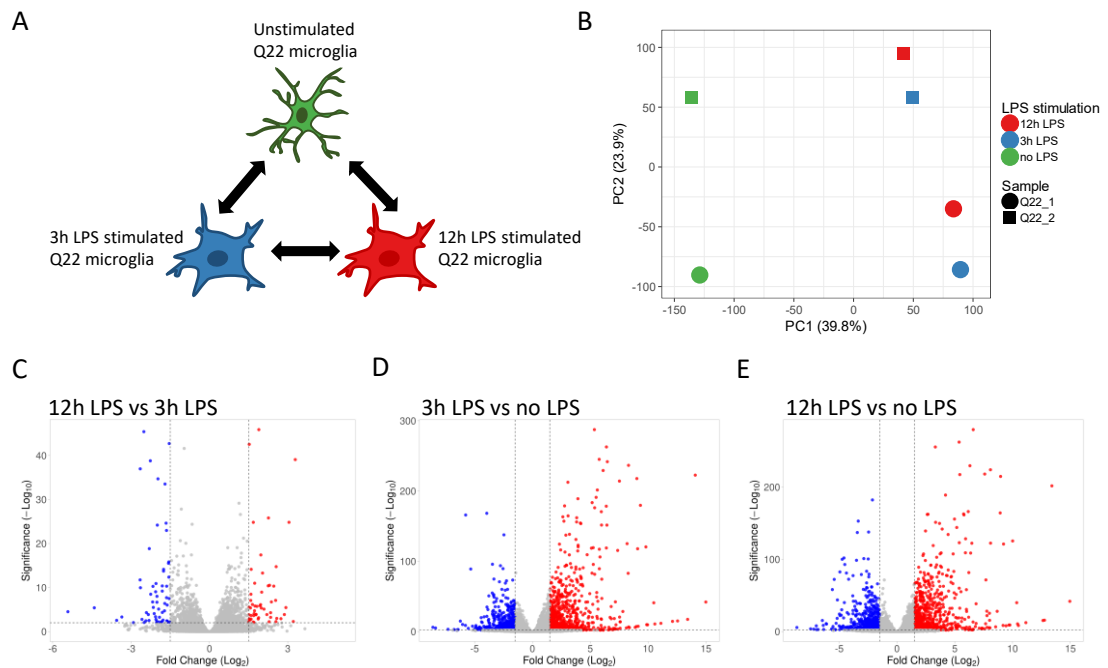 A
Unstimulated
Q22 microglia
3h LPS stimulated
Q22 microglia
12h LPS stimulated
Q22 microglia
B
100
50
0
-50
-100
PC2 (23.9%)
-150
-100
-50
0
50
100
PC1 (39.8%)
LPS stimulation
12h LPS
3h LPS
no LPS
Sample
Q22_1
Q22_2
C
12h LPS vs 3h LPS
40
30
20
10
0
Significance (−Log10)
-6
-3
0
3
Fold Change (Log2)
D
3h LPS vs no LPS
300
200
100
0
Significance (−Log10)
-5
0
5
10
15
Fold Change (Log2)
E
12h LPS vs no LPS
200
100
0
Significance (−Log10)
-10
-5
0
5
10
15
Fold Change (Log2)